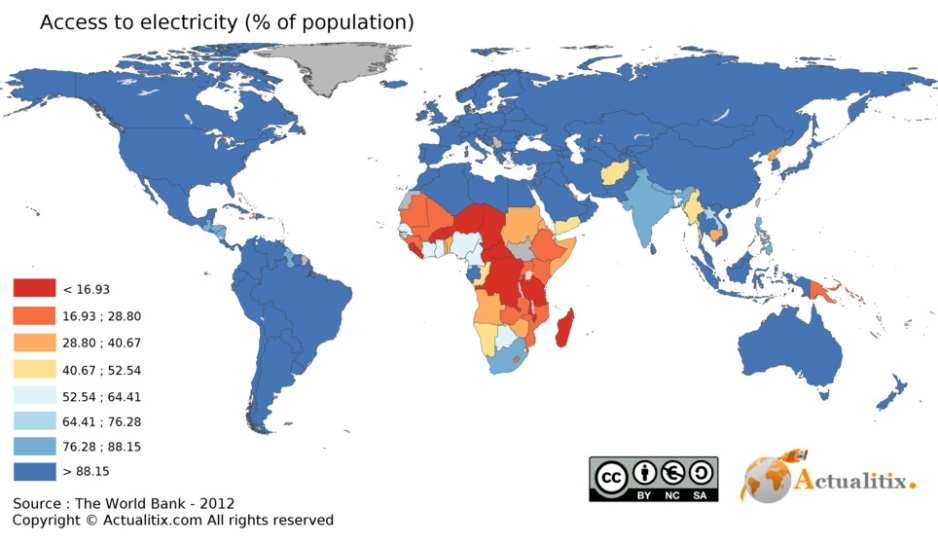 Access to electricity (% of population)
< 16.93
16.93 ; 28.80
28.80 ; 40.67
40.67 ; 52.54
52.54 ; 64.41
64.41 ; 76.28
76.28 ; 88.15
> 88.15
Source : The World Bank - 2012
Copyright © Actualitix.com All rights reserved
cc
BY NC SA
Actualitix.